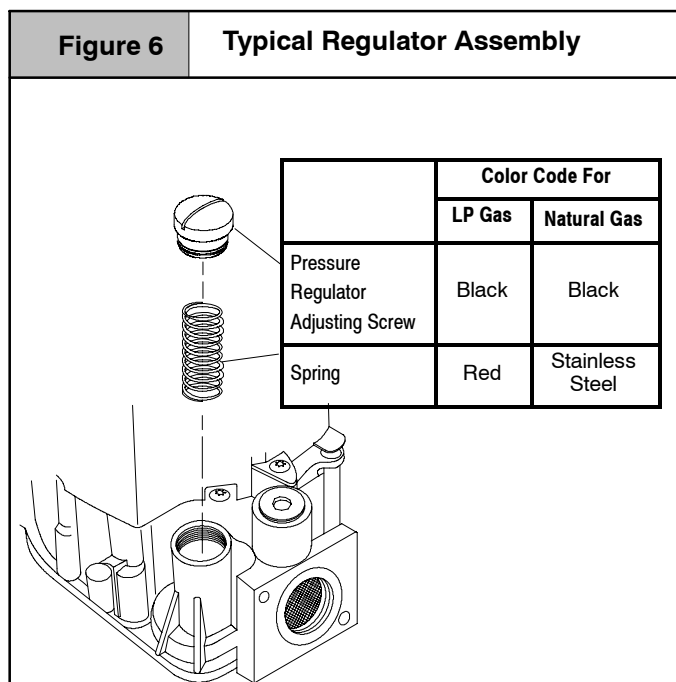 Figure 6
Typical Regulator Assembly
Color Code For
LP Gas
Natural Gas
Pressure
Regulator
Adjusting Screw
Black
Black
Spring
Red
Stainless
Steel